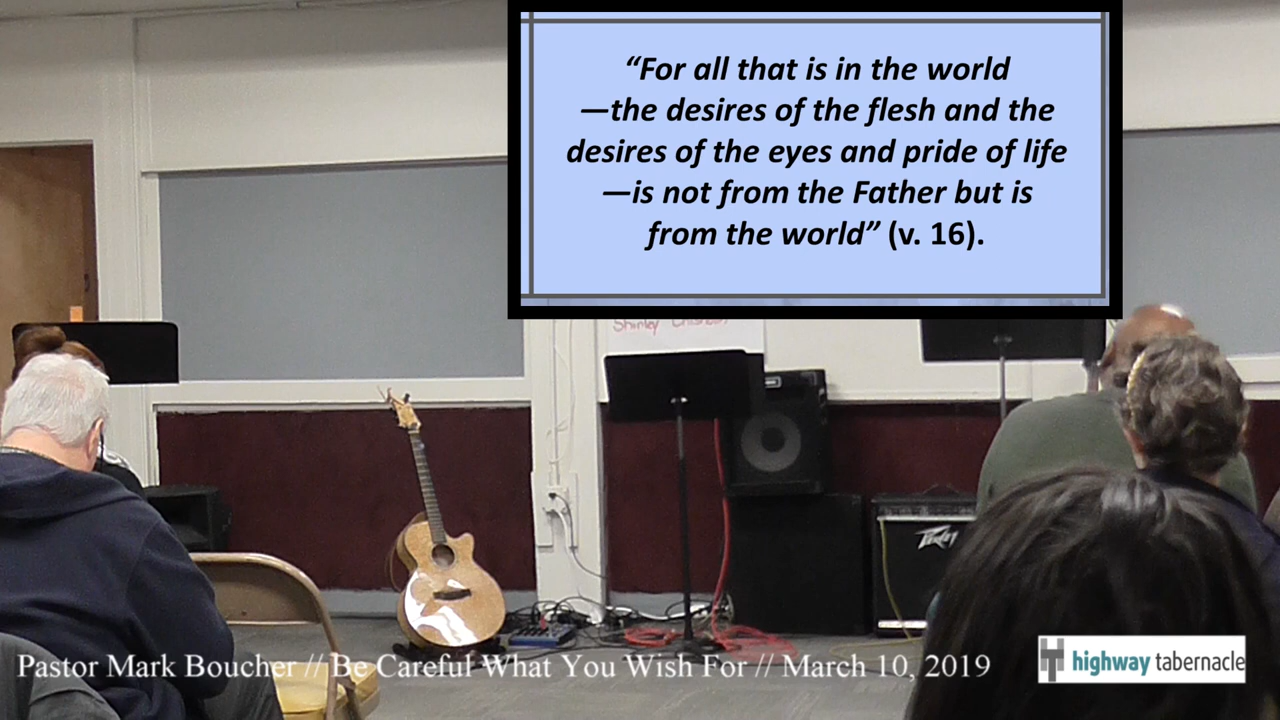 “For all that is in the world
—the desires of the flesh and the
desires of the eyes and pride of life
—is not from the Father but is
from the world” (v. 16).
Shirley
Peavey
Pastor Mark Boucher // Be Careful What You Wish For // March 10, 2019
highway tabernacle